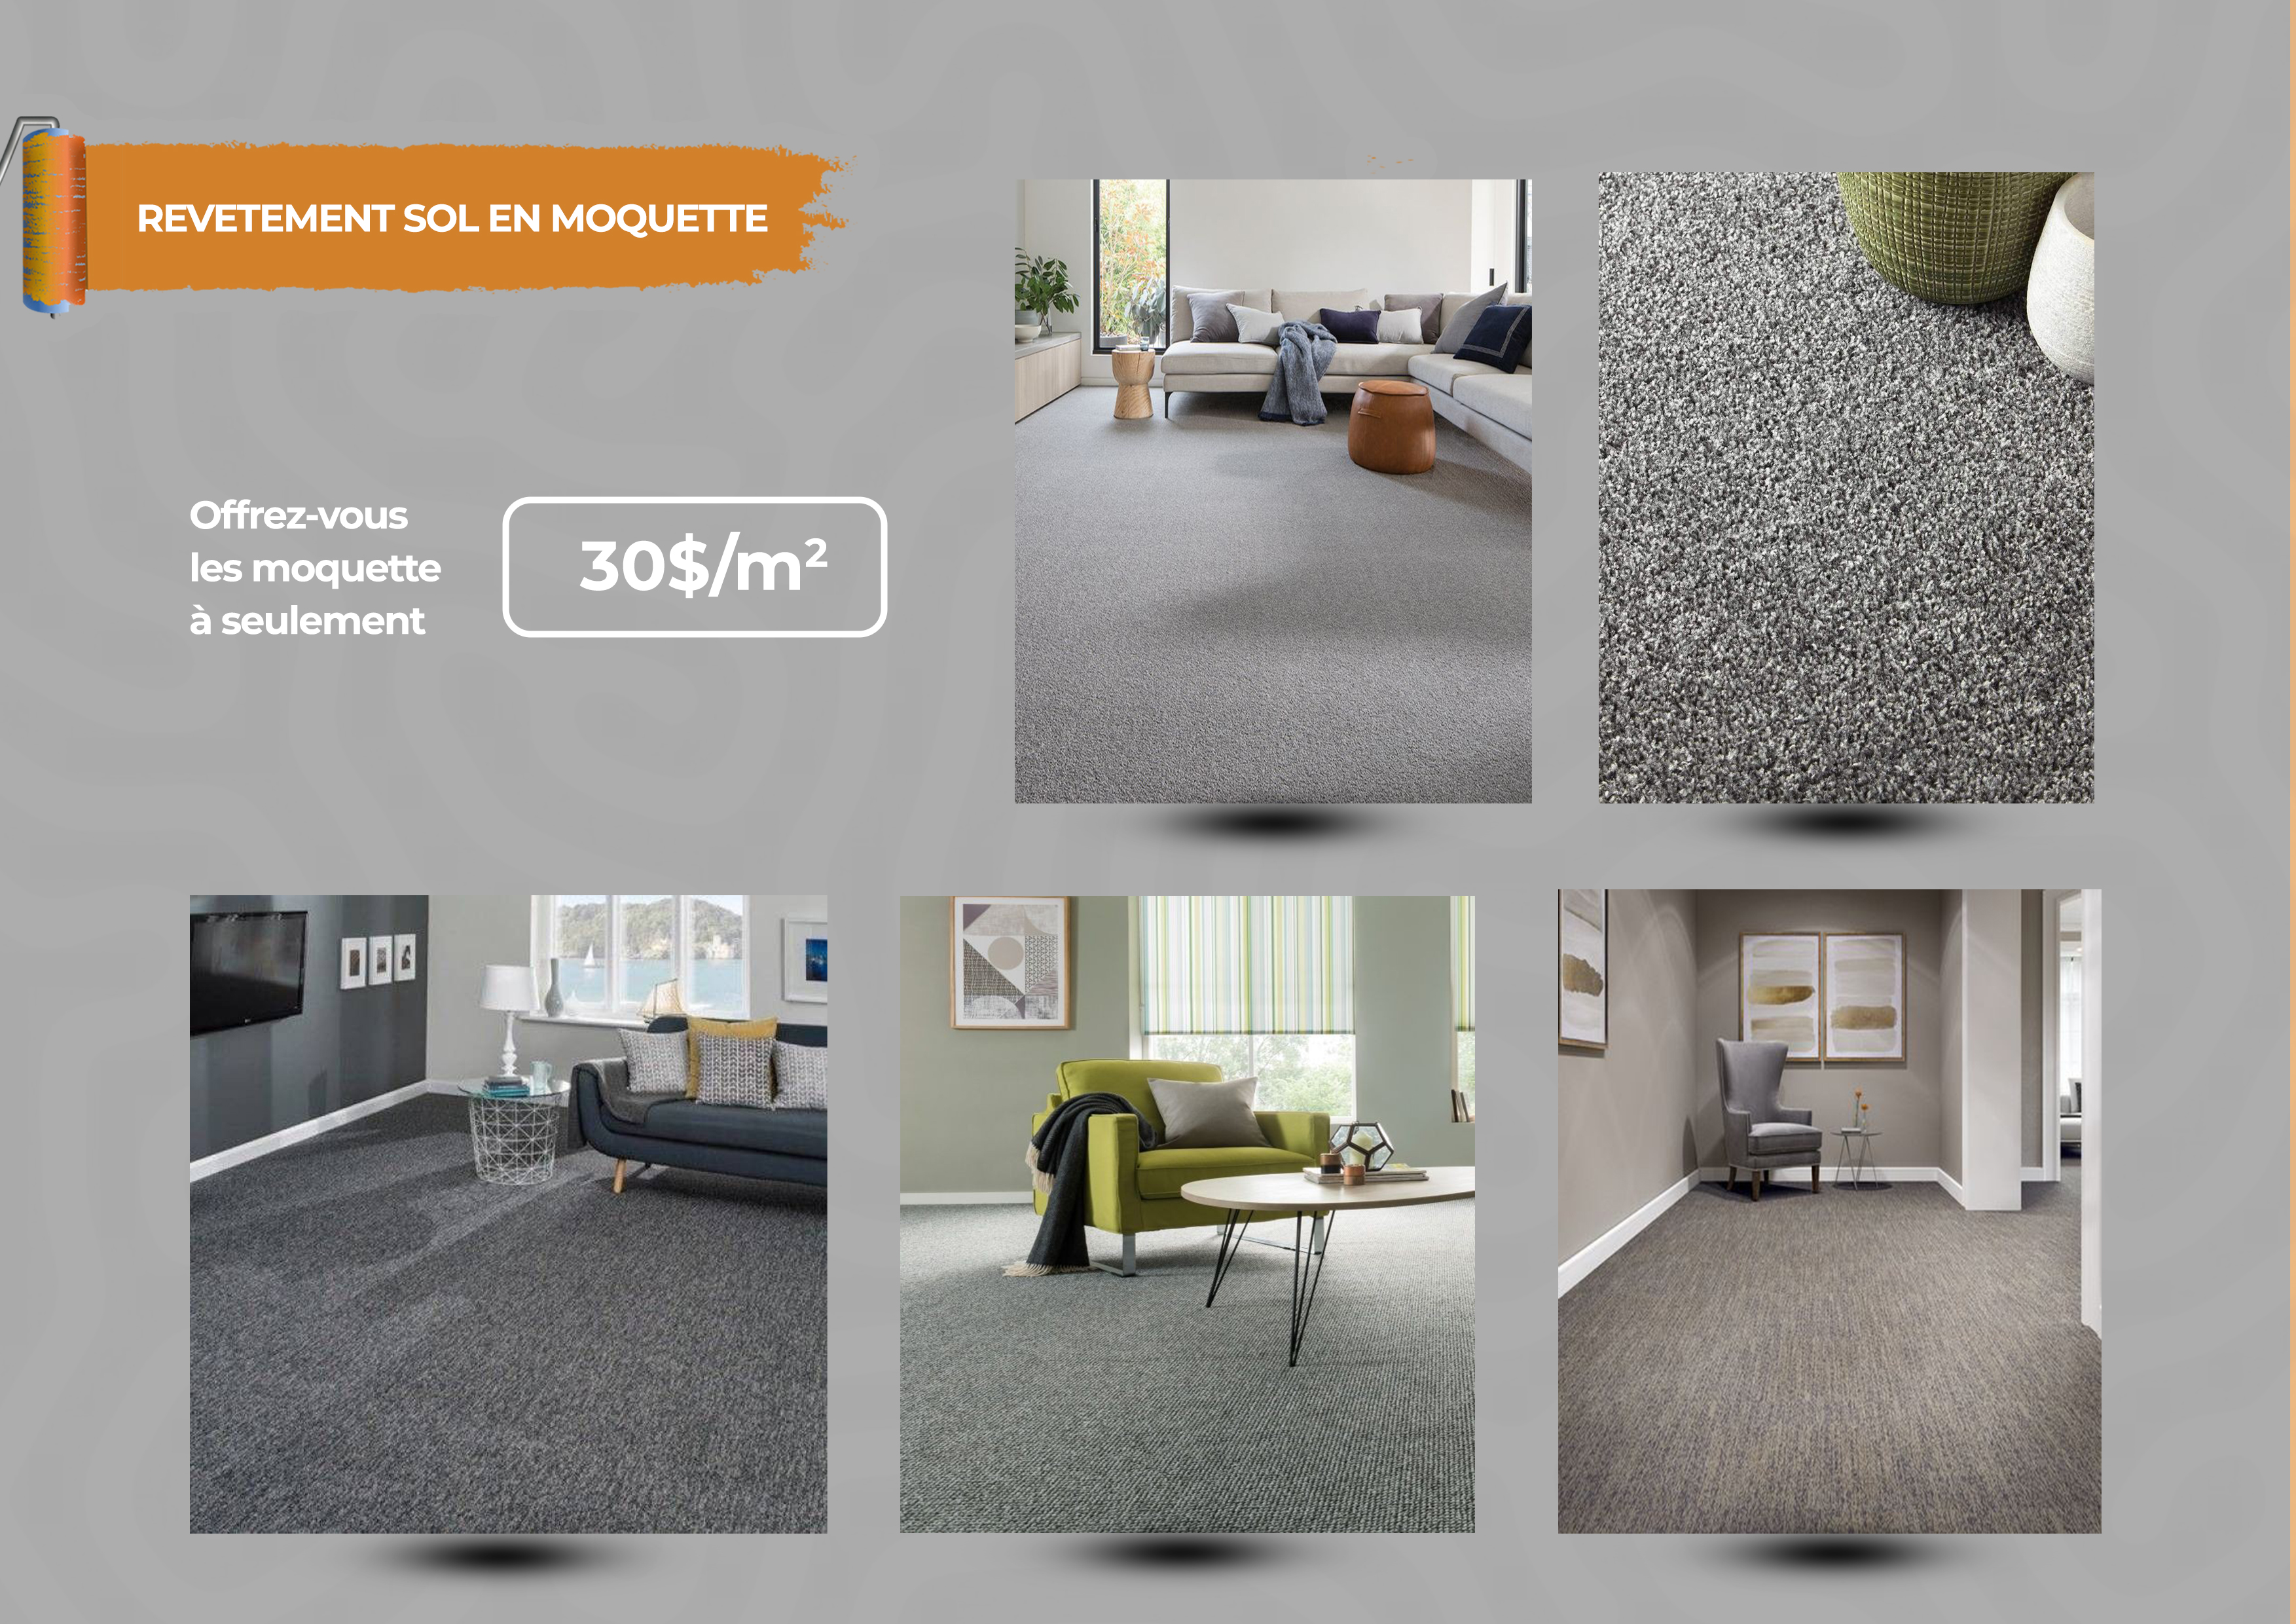 REVETEMENT SOL EN MOQUETTE
Offrez-vous
les moquette
à seulement
30$/m²